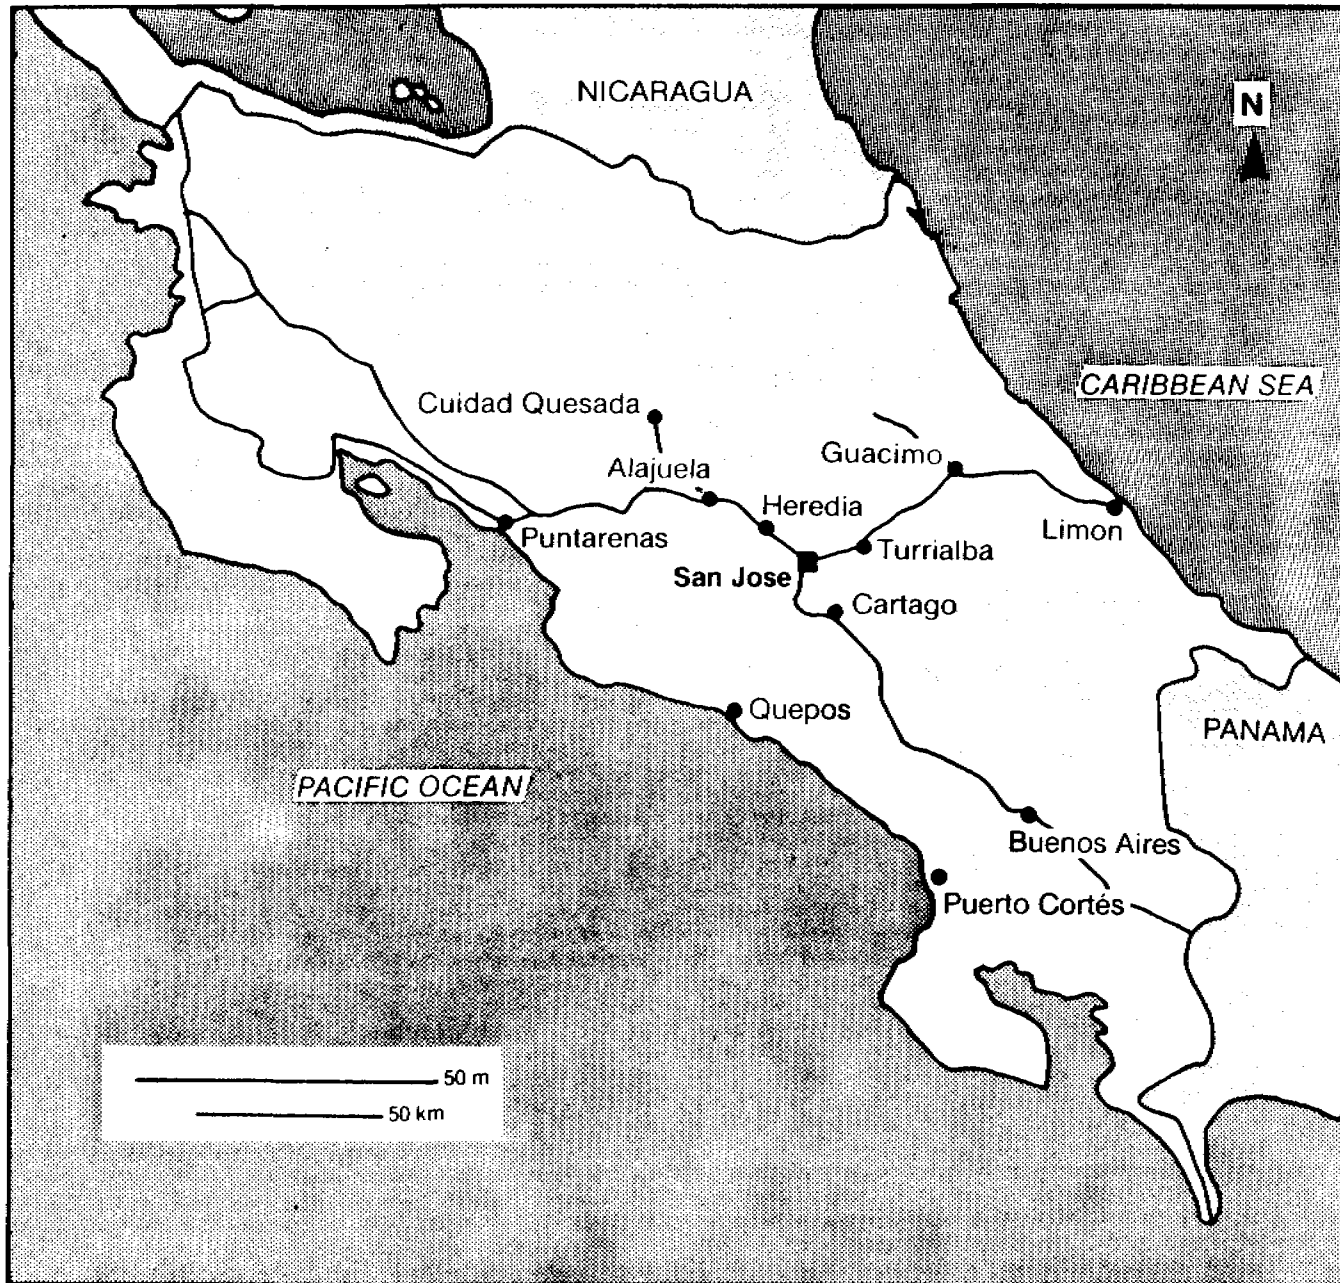 NICARAGUA
N
CARIBBEAN SEA
Cuidad Quesada
Guacimo
Alajuela
Heredia
Limon
Puntarenas
Turrialba
San Jose
Cartago
Quepos
PANAMA
PACIFIC OCEAN
Buenos Aires
Puerto Cortés
50 m
50 km